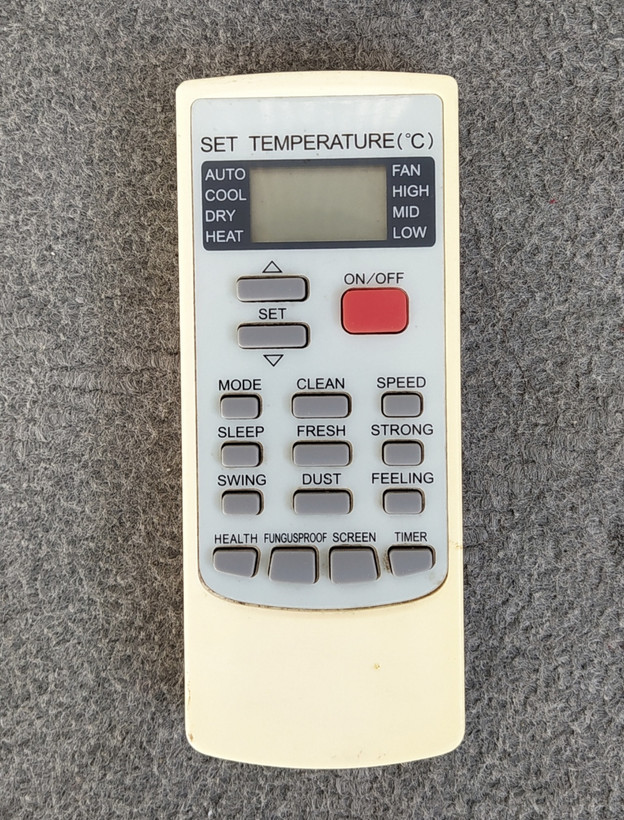 SET TEMPERATURE(°C)
AUTO
COOL
DRY
HEAT
FAN
HIGH
MID
LOW
ON/OFF
SET
MODE CLEAN SPEED
SLEEP FRESH STRONG
SWING DUST FEELING
HEALTH FUNGUSPROOF SCREEN TIMER